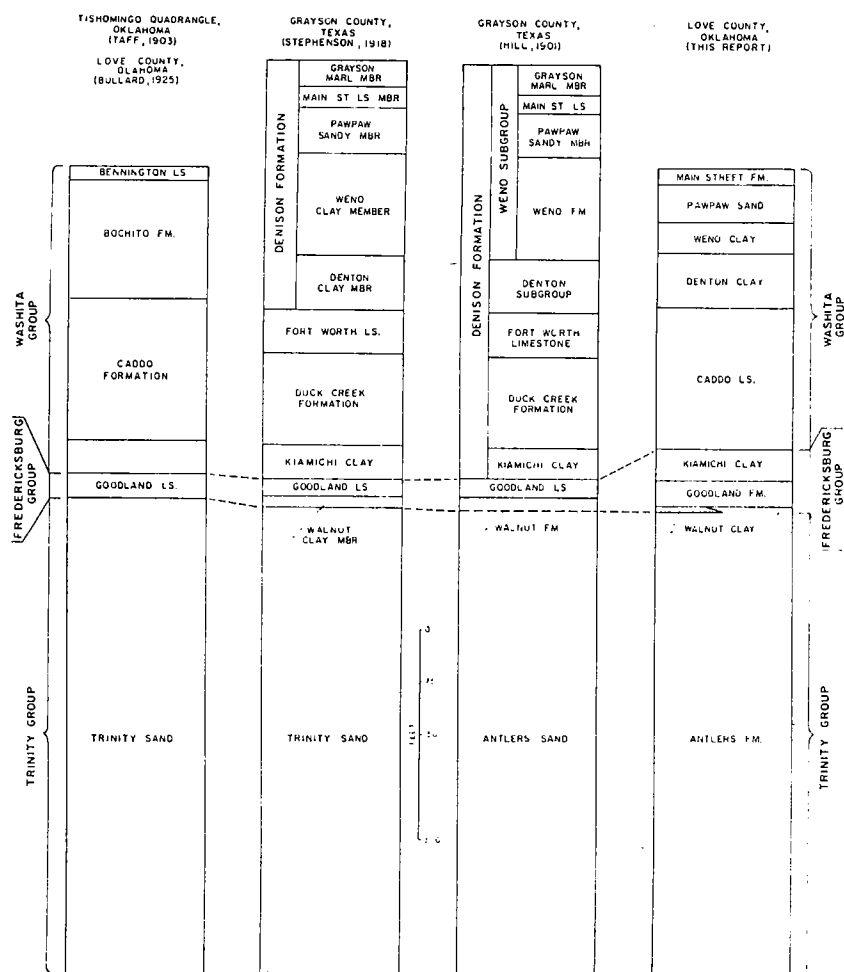 TISHOMINGO QUADRANGLE,
OKLAHOMA
(TAFF, 1903)
LOVE COUNTY,
OLAHOMA
(BULLARD, 1925)
GRAYSON COUNTY,
TEXAS
(STEPHENSON, 1918)
GRAYSON COUNTY,
TEXAS
(HILL, 1901)
LOVE COUNTY,
OKLAHOMA
(THIS REPORT)
WASHITA
GROUP
FREDERICKSBURG
GROUP
TRINITY GROUP
BENNINGTON LS
BOCHITO FM.
CADDO
FORMATION
GOODLAND LS.
TRINITY SAND
DENISON FORMATION
GRAYSON
MARL MBR
MAIN ST LS MBR
PAWPAW
SANDY MBR
WENO
CLAY MEMBER
DENTON
CLAY MBR
FORT WORTH LS.
DUCK CREEK
FORMATION
KIAMICHI CLAY
GOODLAND LS
WALNUT
CLAY MBR
TRINITY SAND
0
FEET
DENISON FORMATION
WENO SUBGROUP
GRAYSON
MARL MBR
MAIN ST LS
PAWPAW
SANDY MBR
WENO FM
DENTON
SUBGROUP
FORT WORTH
LIMESTONE
DUCK CREEK
FORMATION
KIAMICHI CLAY
GOODLAND LS
WALNUT FM
ANTLERS SAND
MAIN STREET FM.
PAWPAW SAND
WENO CLAY
DENTON CLAY
CADDO LS.
KIAMICHI CLAY
GOODLAND FM.
WALNUT CLAY
ANTLERS FM.
WASHITA
GROUP
FREDERICKSBURG
GROUP
TRINITY GROUP